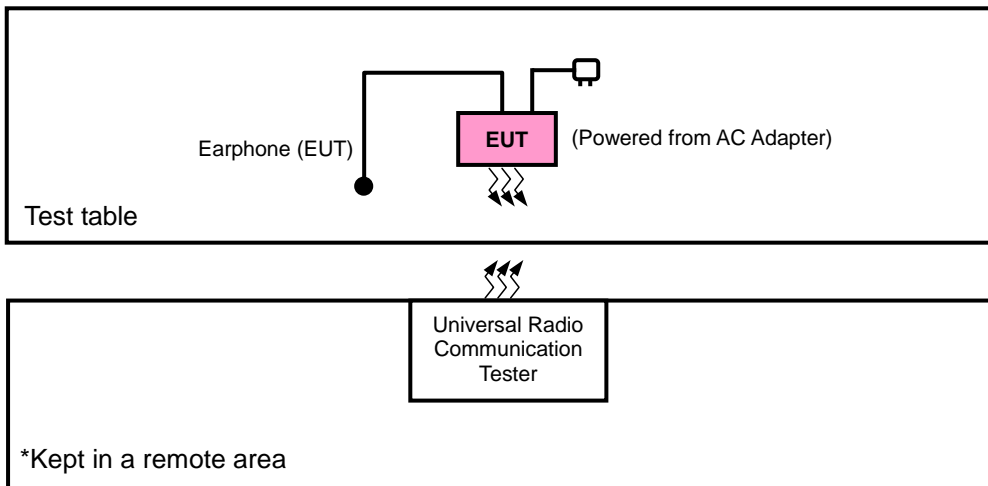 Earphone (EUT)
EUT
(Powered from AC Adapter)
Test table
Universal Radio
Communication
Tester
*Kept in a remote area